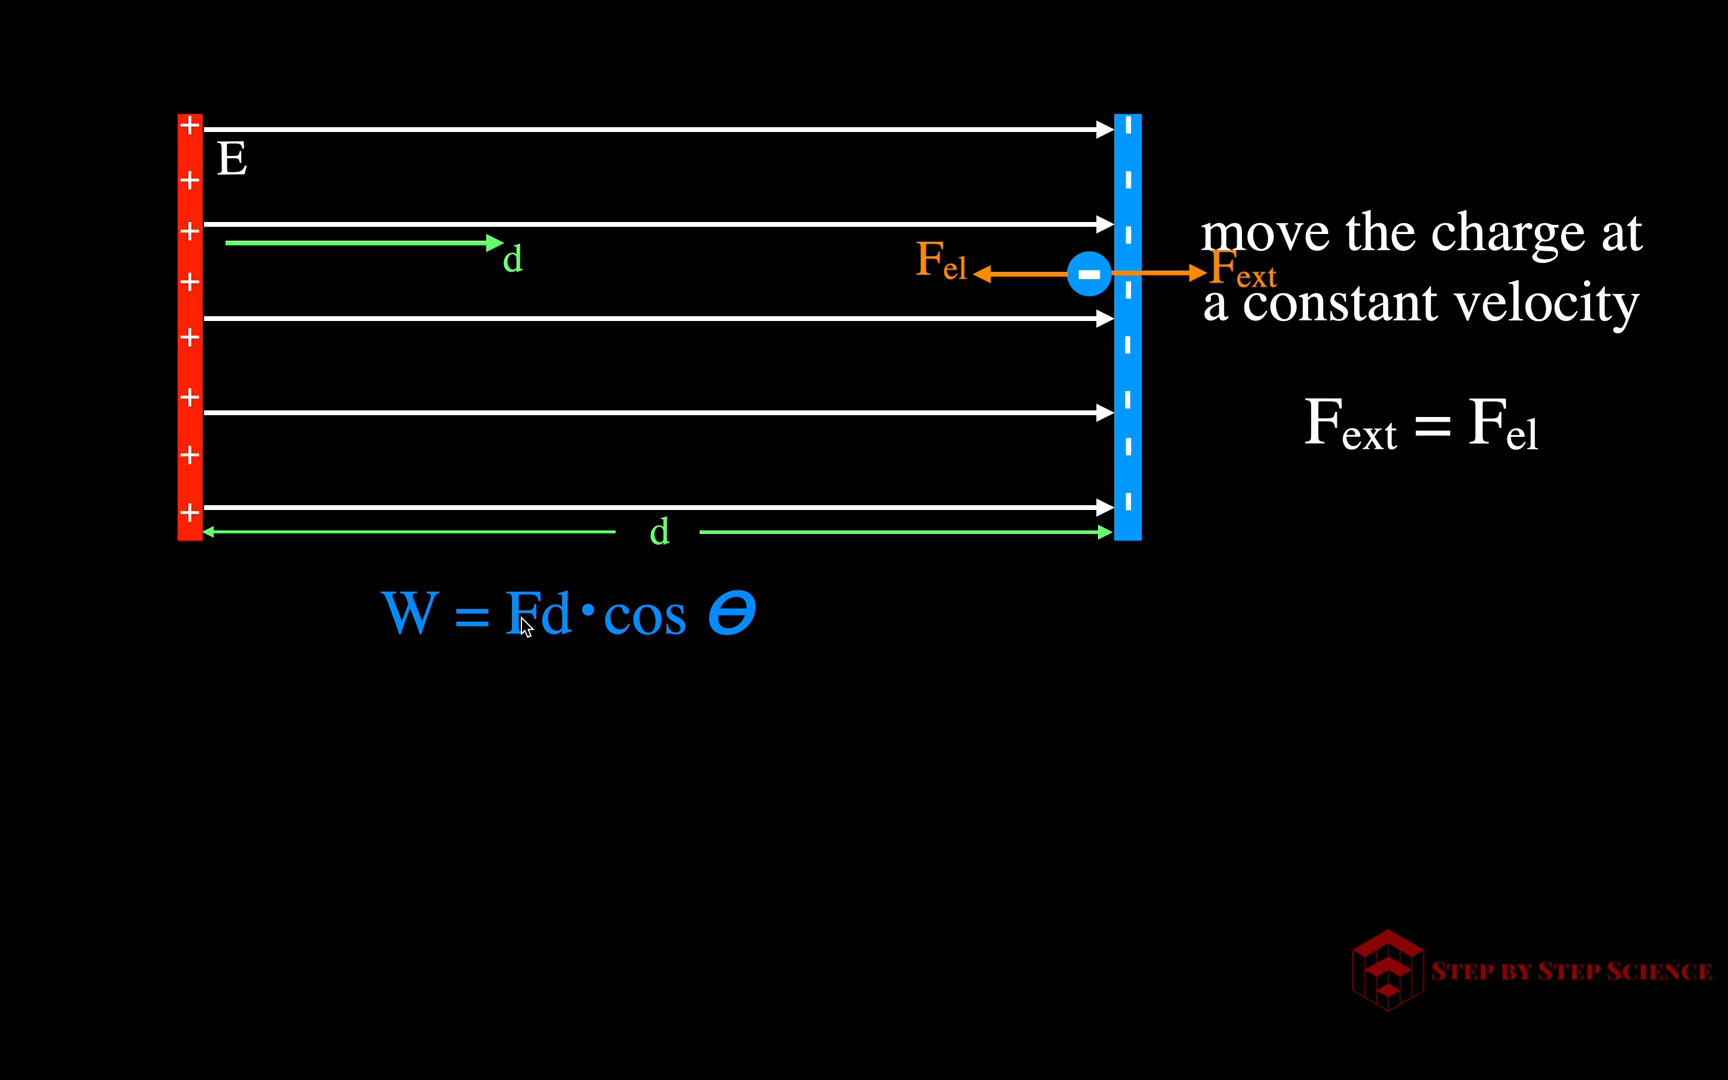 + + + + + + + +
E
d
Fel
- - - - - - - -
-
Fext
move the charge at
a constant velocity
Fext = Fel
d
W = Fd • cos Θ
STEP BY STEP SCIENCE